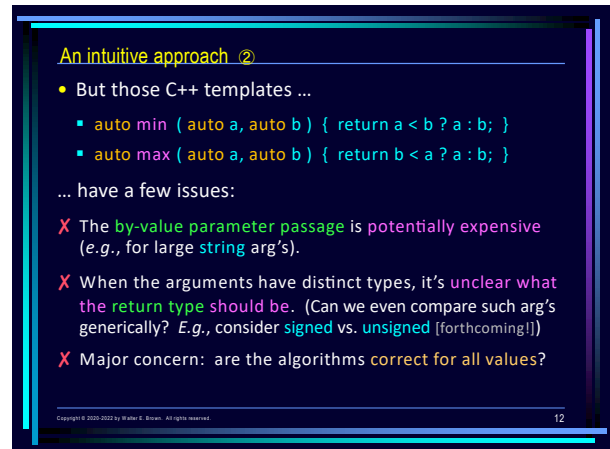 An intuitive approach ②
• But those C++ templates …
▪ auto min ( auto a, auto b ) { return a < b ? a : b; }
▪ auto max ( auto a, auto b ) { return b < a ? a : b; }
… have a few issues:
✗ The by-value parameter passage is potentially expensive
(e.g., for large string arg’s).
✗ When the arguments have distinct types, it’s unclear what
the return type should be. (Can we even compare such arg’s
generically? E.g., consider signed vs. unsigned [forthcoming!])
✗ Major concern: are the algorithms correct for all values?
Copyright © 2020-2022 by Walter E. Brown. All rights reserved.
12